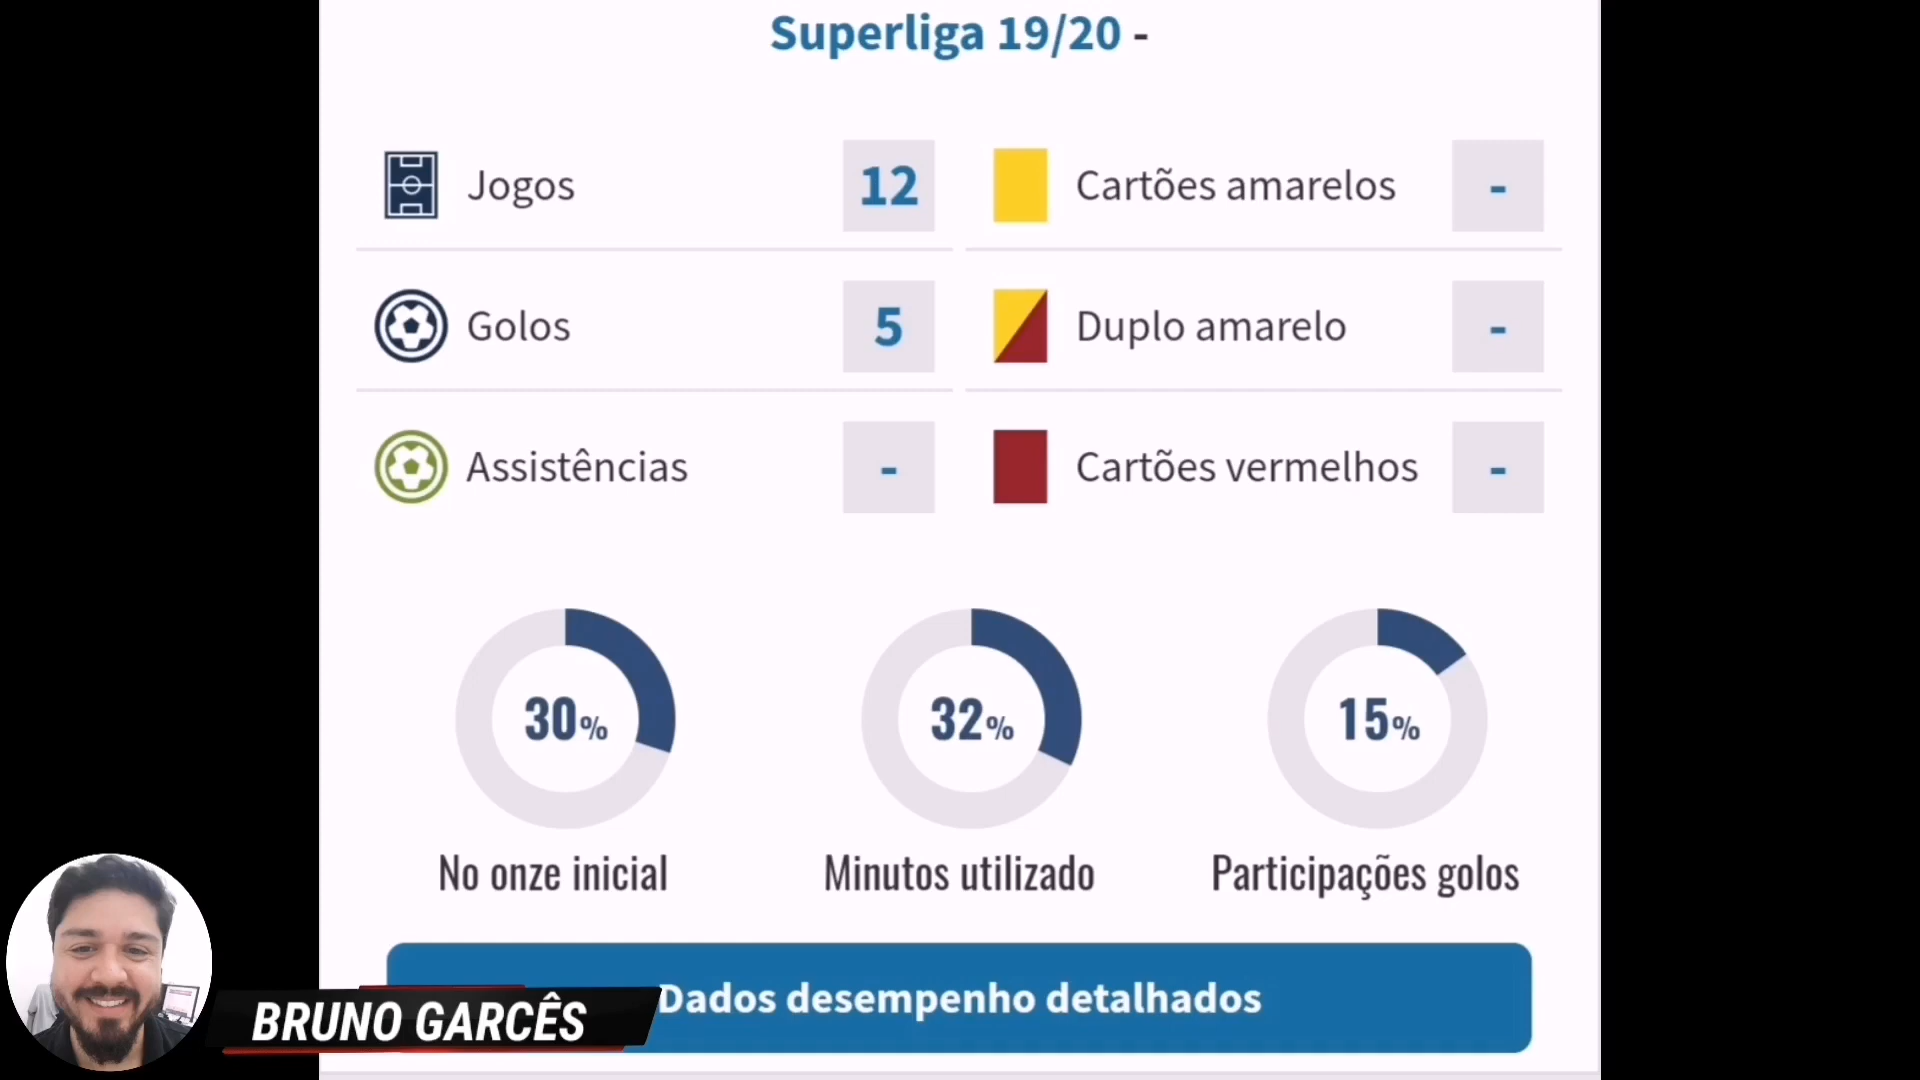 Superliga 19/20 -
Jogos 12 Cartões amarelos -
Golos 5 Duplo amarelo -
Assistências - Cartões vermelhos -
30% 32% 15%
No onze inicial Minutos utilizado Participações golos
Dados desempenho detalhados
BRUNO GARCÊS